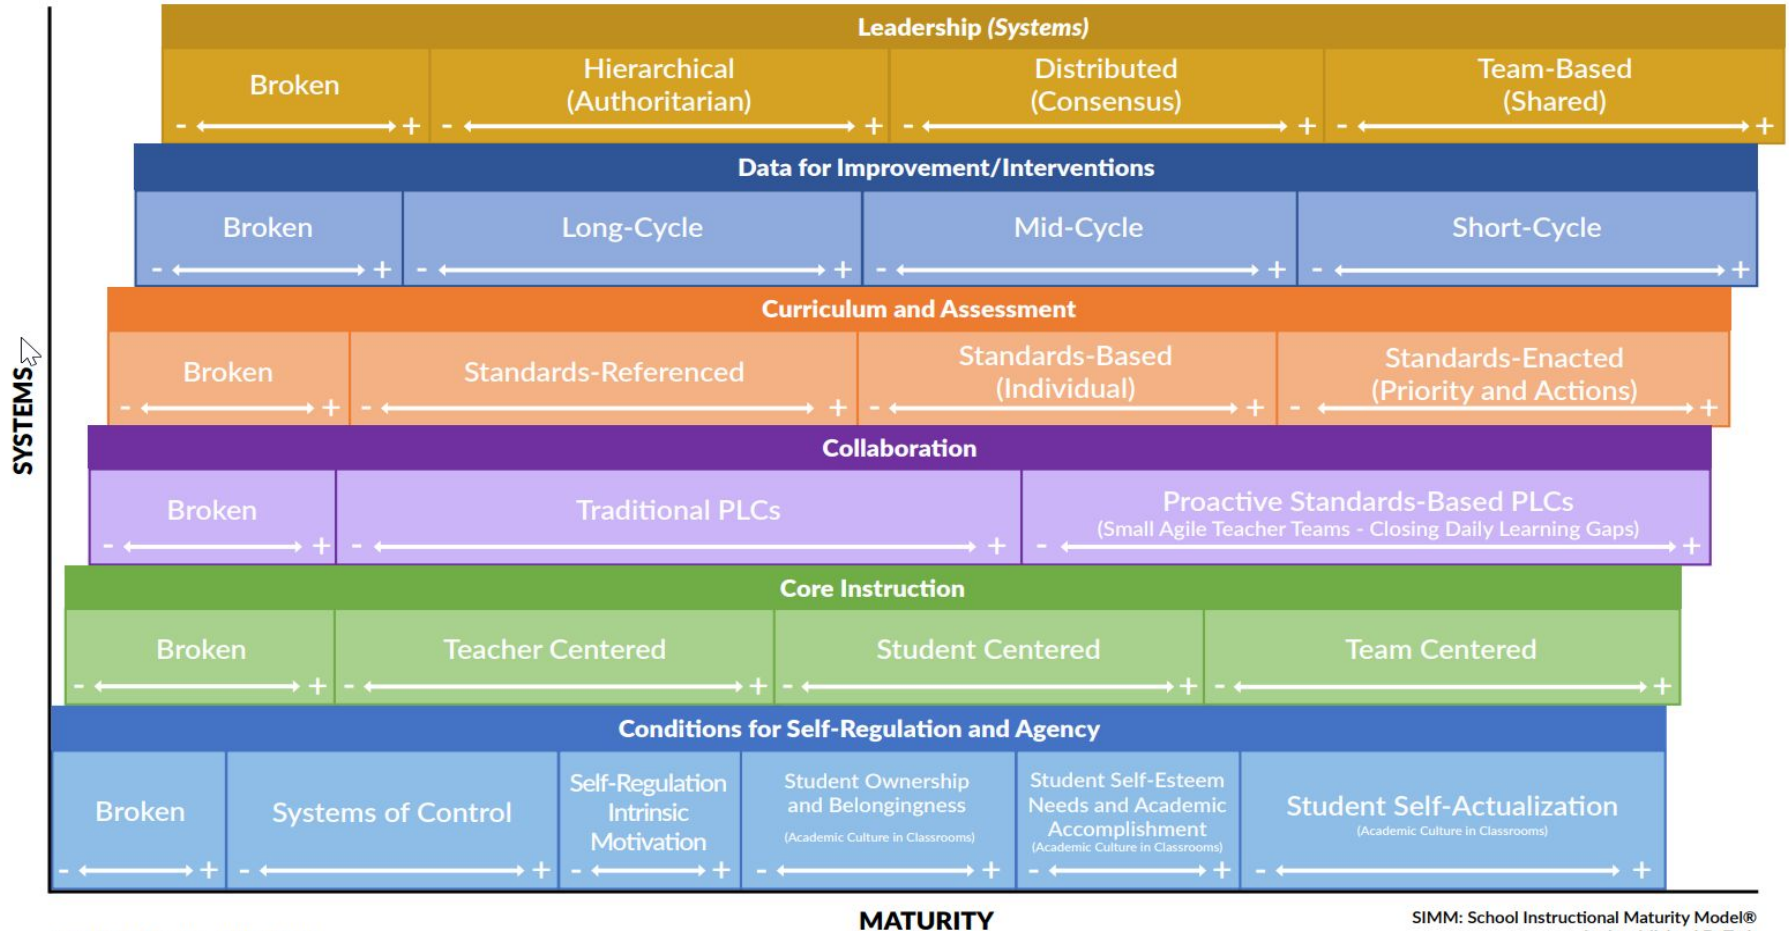 Leadership (Systems)
Broken
Hierarchical
(Authoritarian)
Distributed
(Consensus)
Team-Based
(Shared)
- +
- +
- +
- +
Data for Improvement/Interventions
Broken
Long-Cycle
Mid-Cycle
Short-Cycle
- +
- +
- +
- +
Curriculum and Assessment
Broken
Standards-Referenced
Standards-Based
(Individual)
Standards-Enacted
(Priority and Actions)
- +
- +
- +
- +
Collaboration
Broken
Traditional PLCs
Proactive Standards-Based PLCs
(Small Agile Teacher Teams - Closing Daily Learning Gaps)
- +
- +
- +
Core Instruction
Broken
Teacher Centered
Student Centered
Team Centered
- +
- +
- +
- +
Conditions for Self-Regulation and Agency
Broken
Systems of Control
Self-Regulation
Intrinsic
Motivation
Student Ownership
and Belongingness
(Academic Culture in Classrooms)
Student Self-Esteem
Needs and Academic
Accomplishment
(Academic Culture in Classrooms)
Student Self-Actualization
(Academic Culture in Classrooms)
- +
- +
- +
- +
- +
- +
SYSTEMS
MATURITY
SIMM: School Instructional Maturity Model®